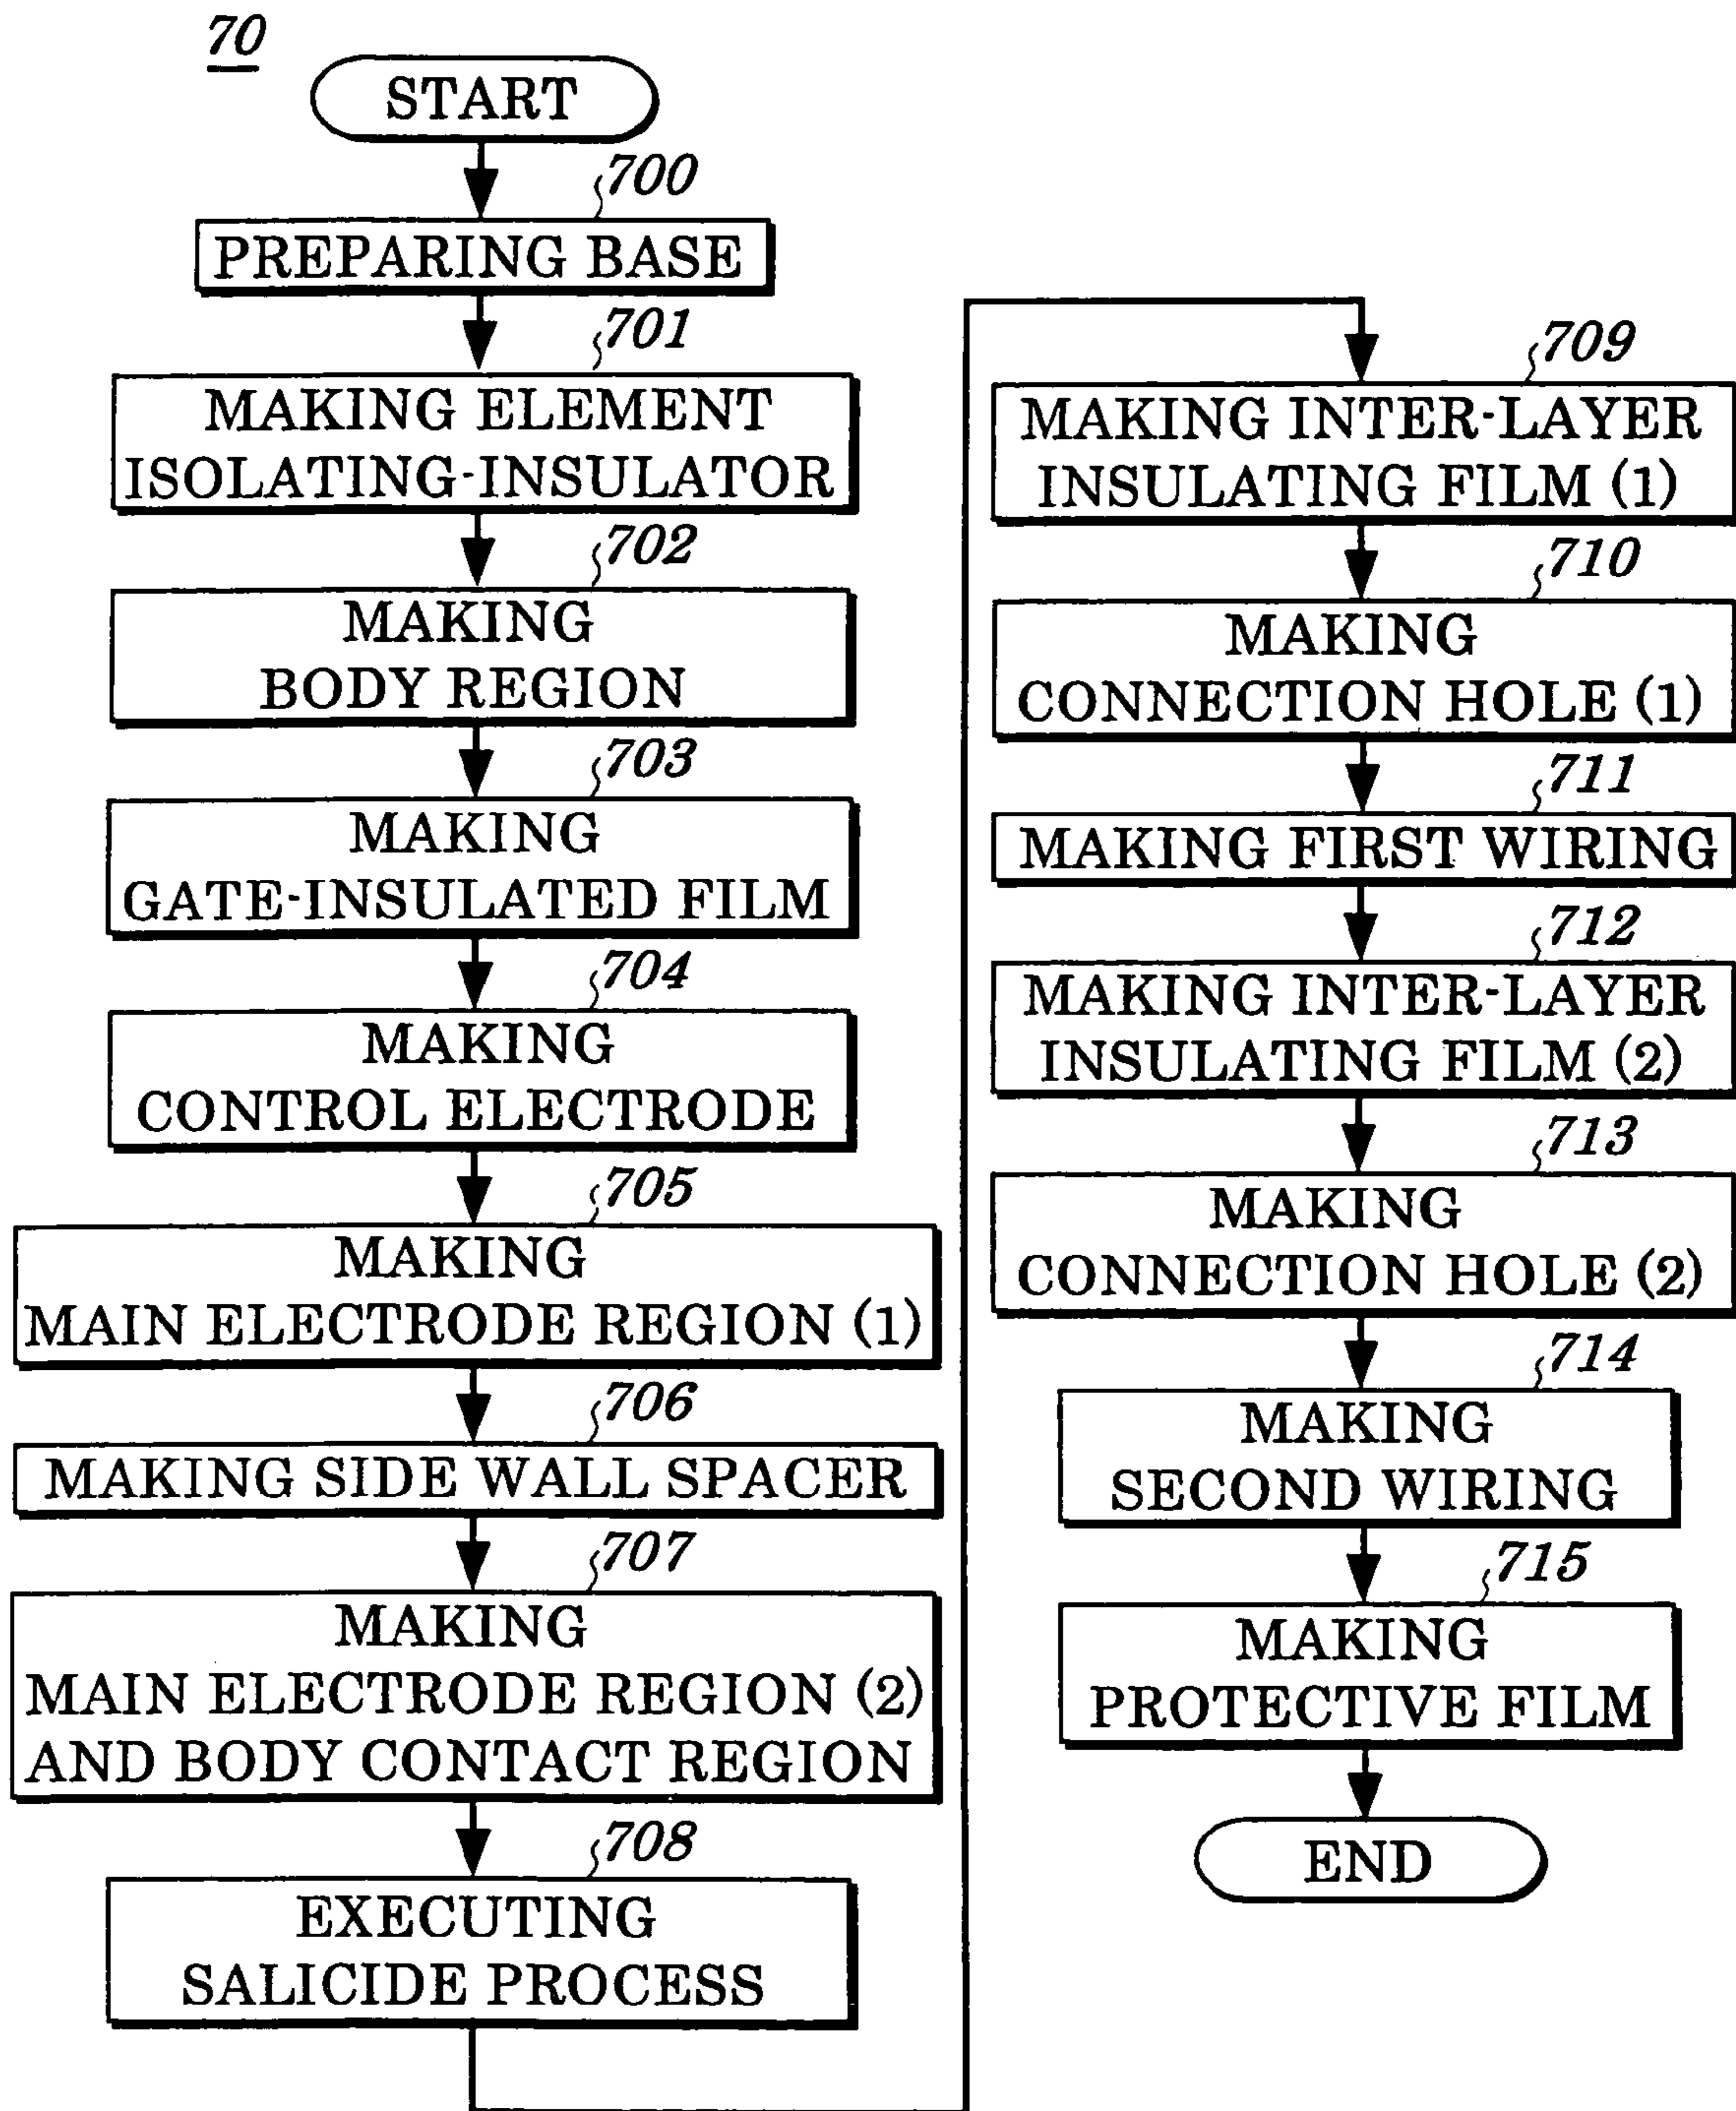 70
START
700
PREPARING BASE
701
MAKING ELEMENT
ISOLATING-INSULATOR
702
MAKING
BODY REGION
703
MAKING
GATE-INSULATED FILM
704
MAKING
CONTROL ELECTRODE
705
MAKING
MAIN ELECTRODE REGION (1)
706
MAKING SIDE WALL SPACER
707
MAKING
MAIN ELECTRODE REGION (2)
AND BODY CONTACT REGION
708
EXECUTING
SALICIDE PROCESS
709
MAKING INTER-LAYER
INSULATING FILM (1)
710
MAKING
CONNECTION HOLE (1)
711
MAKING FIRST WIRING
712
MAKING INTER-LAYER
INSULATING FILM (2)
713
MAKING
CONNECTION HOLE (2)
714
MAKING
SECOND WIRING
715
MAKING
PROTECTIVE FILM
END